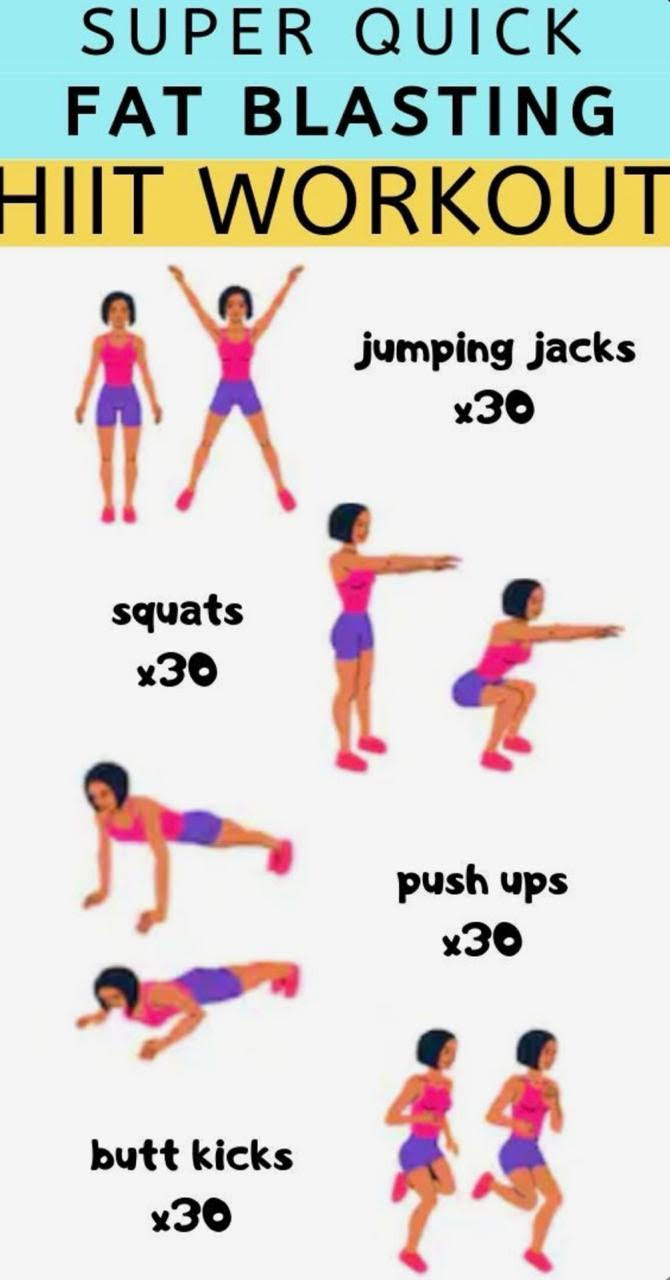 SUPER QUICK
FAT BLASTING
HIIT WORKOUT
jumping jacks
x30
squats
x30
push ups
x30
butt kicks
x30